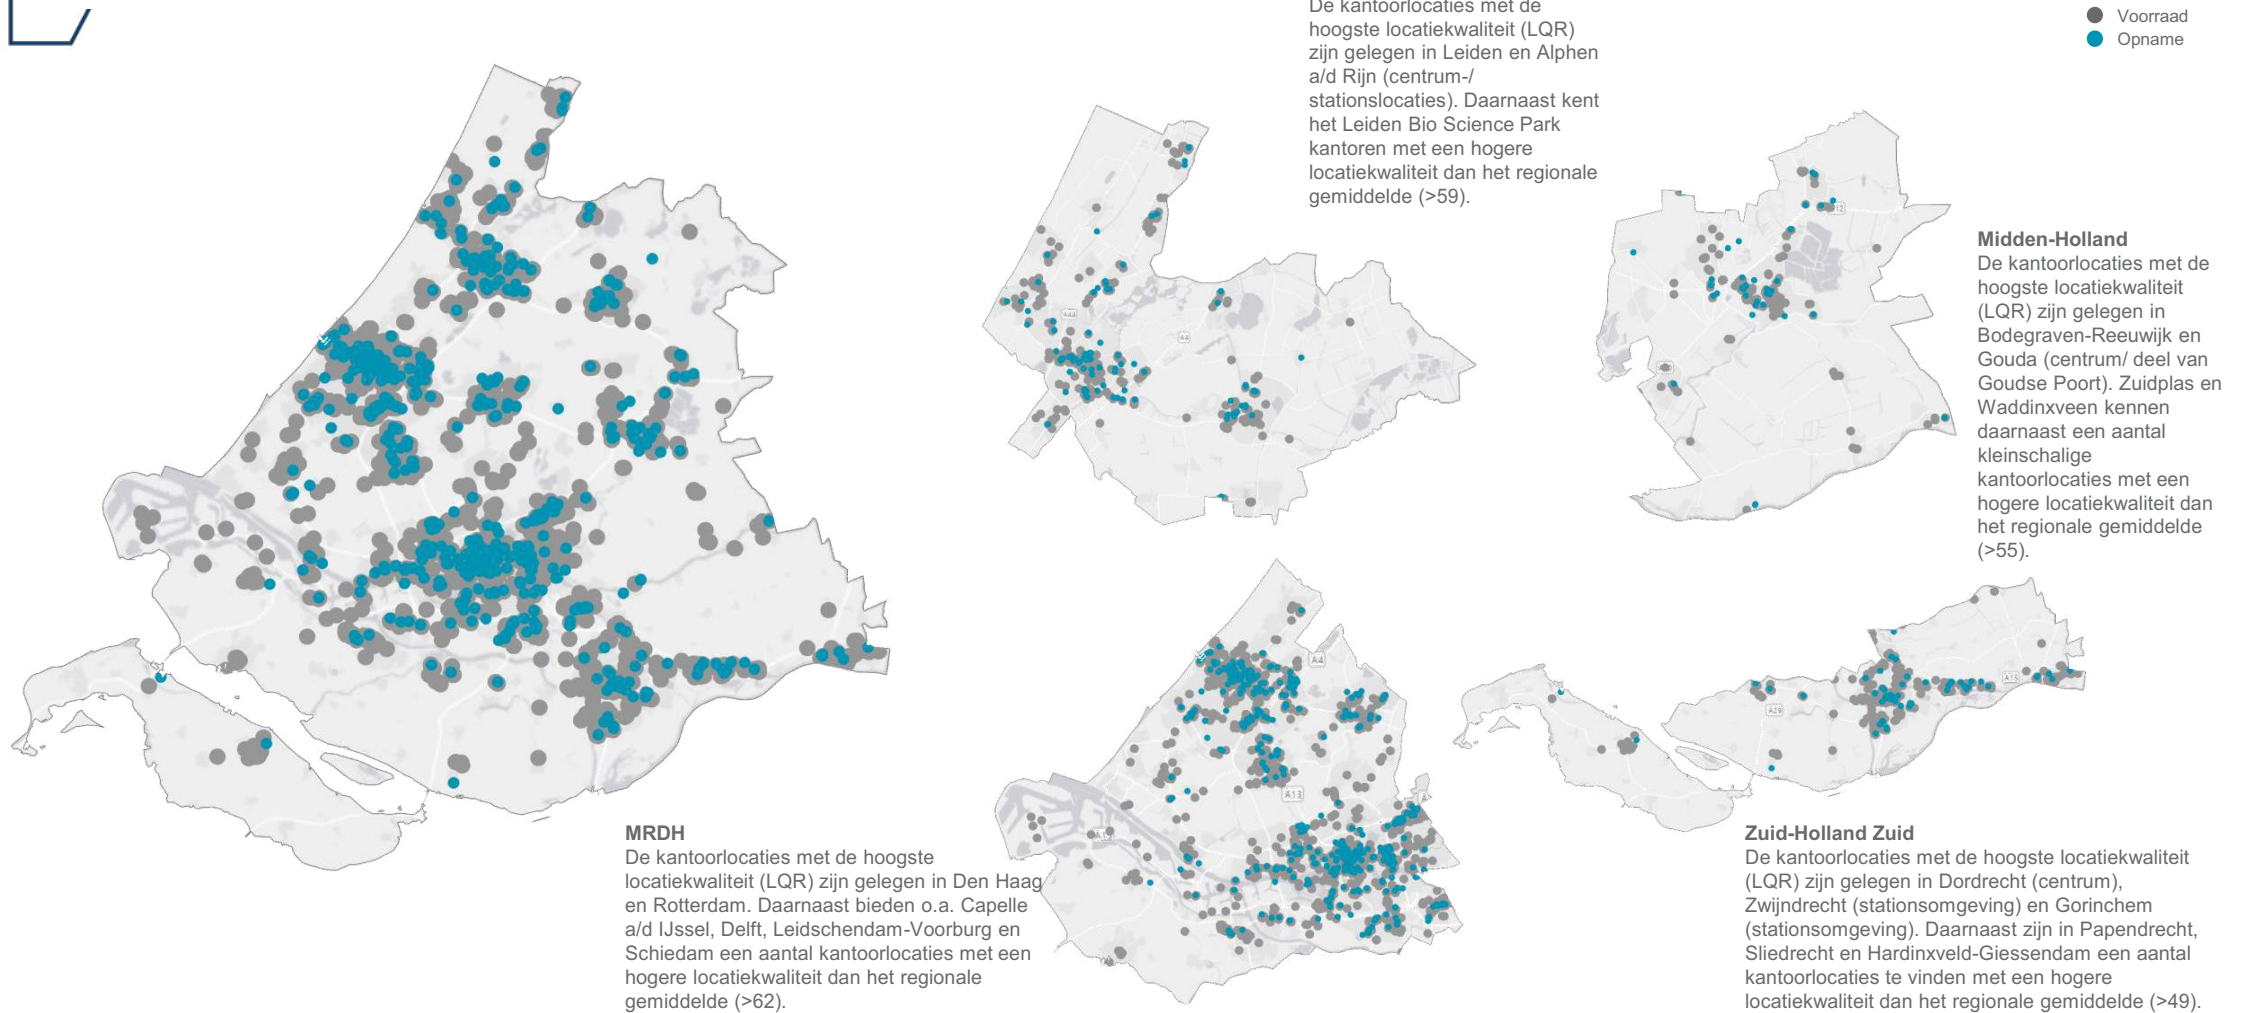 De kantoorlocaties met de
hoogste locatiekwaliteit (LQR)
zijn gelegen in Leiden en Alphen
a/d Rijn (centrum-/
stationslocaties). Daarnaast kent
het Leiden Bio Science Park
kantoren met een hogere
locatiekwaliteit dan het regionale
gemiddelde (>59).
Voorraad
Opname
Midden-Holland
De kantoorlocaties met de
hoogste locatiekwaliteit
(LQR) zijn gelegen in
Bodegraven-Reeuwijk en
Gouda (centrum/ deel van
Goudse Poort). Zuidplas en
Waddinxveen kennen
daarnaast een aantal
kleinschalige
kantoorlocaties met een
hogere locatiekwaliteit dan
het regionale gemiddelde
(>55).
A44
A4
A4
A13
A15
A29
MRDH
De kantoorlocaties met de hoogste
locatiekwaliteit (LQR) zijn gelegen in Den Haag
en Rotterdam. Daarnaast bieden o.a. Capelle
a/d IJssel, Delft, Leidschendam-Voorburg en
Schiedam een aantal kantoorlocaties met een
hogere locatiekwaliteit dan het regionale
gemiddelde (>62).
Zuid-Holland Zuid
De kantoorlocaties met de hoogste locatiekwaliteit
(LQR) zijn gelegen in Dordrecht (centrum),
Zwijndrecht (stationsomgeving) en Gorinchem
(stationsomgeving). Daarnaast zijn in Papendrecht,
Sliedrecht en Hardinxveld-Giessendam een aantal
kantoorlocaties te vinden met een hogere
locatiekwaliteit dan het regionale gemiddelde (>49).